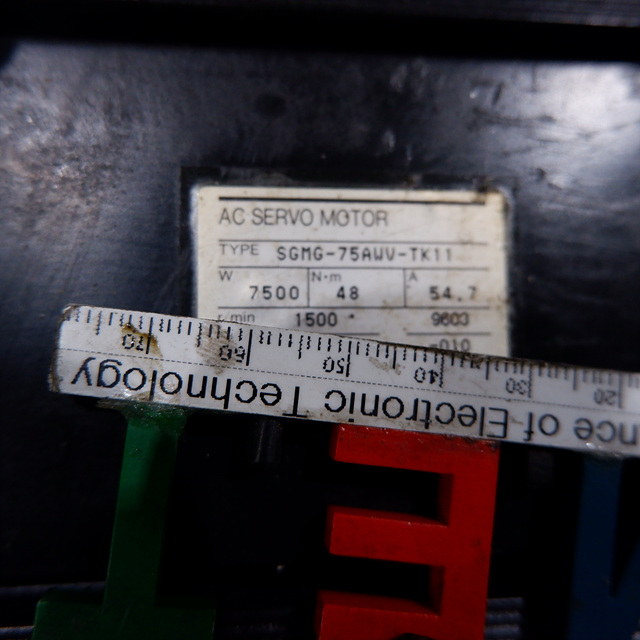 AC SERVO MOTOR
TYPE SGMG-75AWV-TK11
W 7500 N·m 48 A 54.7
r/min 1500 9603
-010
70 60 50 40 30 20
nce of Electronic Technology